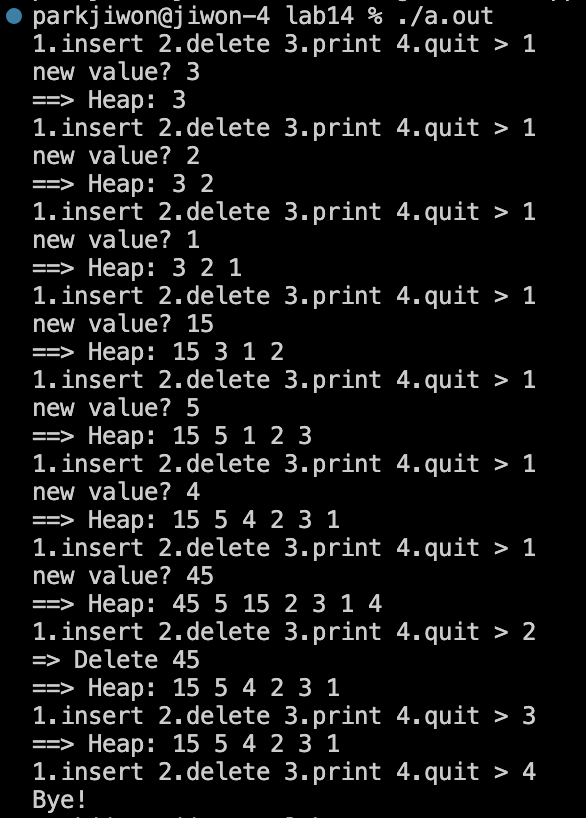 parkjiwon@jiwon-4 lab14 % ./a.out
1.insert 2.delete 3.print 4.quit > 1
new value? 3
==> Heap: 3
1.insert 2.delete 3.print 4.quit > 1
new value? 2
==> Heap: 3 2
1.insert 2.delete 3.print 4.quit > 1
new value? 1
==> Heap: 3 2 1
1.insert 2.delete 3.print 4.quit > 1
new value? 15
==> Heap: 15 3 1 2
1.insert 2.delete 3.print 4.quit > 1
new value? 5
==> Heap: 15 5 1 2 3
1.insert 2.delete 3.print 4.quit > 1
new value? 4
==> Heap: 15 5 4 2 3 1
1.insert 2.delete 3.print 4.quit > 1
new value? 45
==> Heap: 45 5 15 2 3 1 4
1.insert 2.delete 3.print 4.quit > 2
=> Delete 45
==> Heap: 15 5 4 2 3 1
1.insert 2.delete 3.print 4.quit > 3
==> Heap: 15 5 4 2 3 1
1.insert 2.delete 3.print 4.quit > 4
Bye!